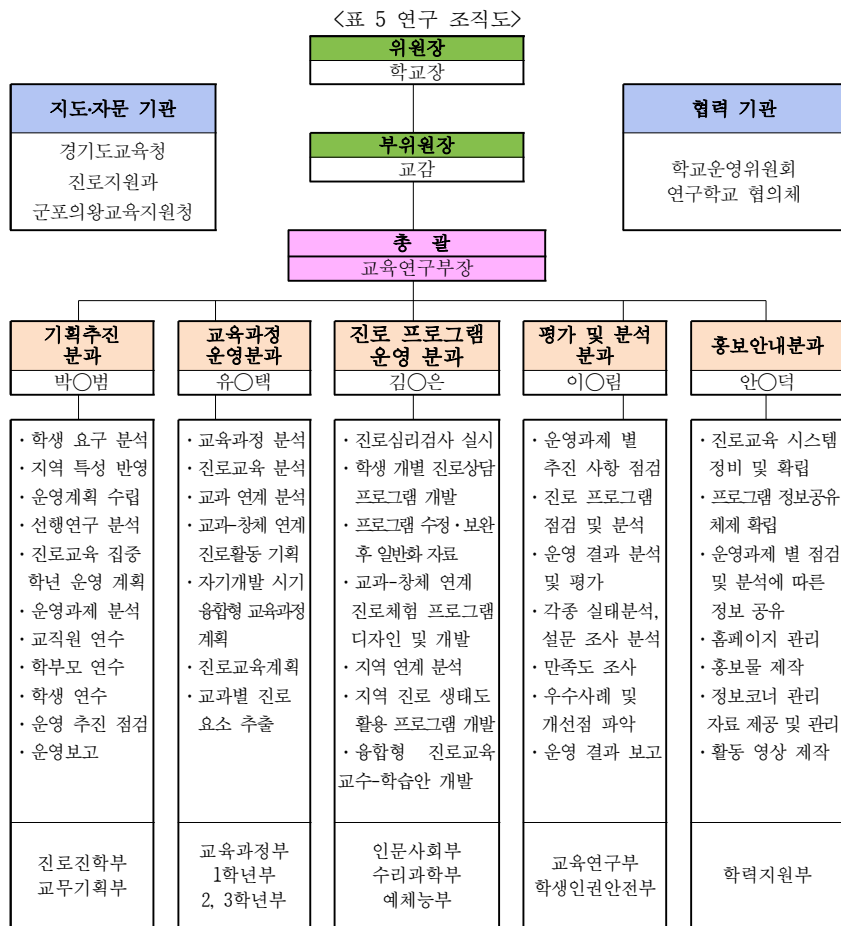 <표 5 연구 조직도>
위원장
학교장
지도·자문 기관
경기도교육청
진로지원과
군포의왕교육지원청
부위원장
교감
협력 기관
학교운영위원회
연구학교 협의체
총 괄
교육연구부장
기획추진
분과
박○범
· 학생 요구 분석
· 지역 특성 반영
· 운영계획 수립
· 선행연구 분석
· 진로교육 집중
학년 운영 계획
· 운영과제 분석
· 교직원 연수
· 학부모 연수
· 학생 연수
· 운영 추진 점검
· 운영보고
진로진학부
교무기획부
교육과정
운영분과
유○택
· 교육과정 분석
· 진로교육 분석
· 교과 연계 분석
· 교과-창체 연계
진로활동 기획
· 자기개발 시기
융합형 교육과정
계획
· 진로교육계획
· 교과별 진로
요소 추출
교육과정부
1학년부
2, 3학년부
진로 프로그램
운영 분과
김○은
· 진로심리검사 실시
· 학생 개별 진로상담
프로그램 개발
· 프로그램 수정·보완
후 일반화 자료
· 교과-창체 연계
진로체험 프로그램
디자인 및 개발
· 지역 연계 분석
· 지역 진로 생태도
활용 프로그램 개발
· 융합형 진로교육
교수-학습안 개발
인문사회부
수리과학부
예체능부
평가 및 분석
분과
이○림
· 운영과제 별
추진 사항 점검
· 진로 프로그램
점검 및 분석
· 운영 결과 분석
및 평가
· 각종 실태분석,
설문 조사 분석
· 만족도 조사
· 우수사례 및
개선점 파악
· 운영 결과 보고
교육연구부
학생인권안전부
홍보안내분과
안○덕
· 진로교육 시스템
정비 및 확립
· 프로그램 정보공유
체제 확립
· 운영과제 별 점검
및 분석에 따른
정보 공유
· 홈페이지 관리
· 홍보물 제작
· 정보코너 관리
자료 제공 및 관리
· 활동 영상 제작
학력지원부